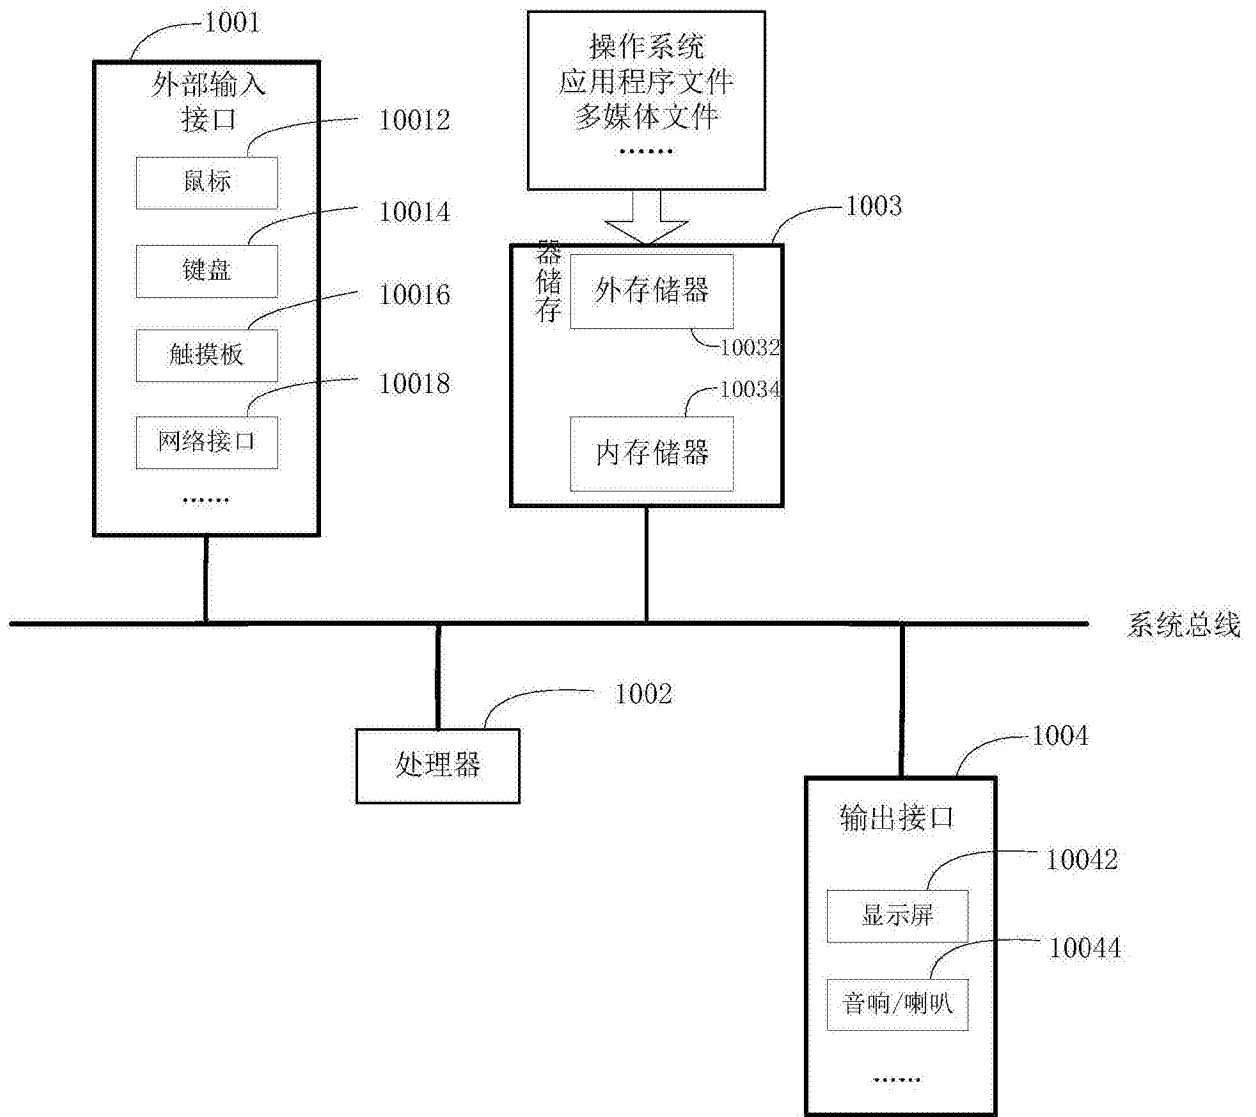 1001
外部输入
接口
10012
鼠标
10014
键盘
10016
触摸板
10018
网络接口
……
操作系统
应用程序文件
多媒体文件
……
1003
器储存
外存储器
10032
10034
内存储器
系统总线
1002
处理器
1004
输出接口
10042
显示屏
10044
音响/喇叭
……